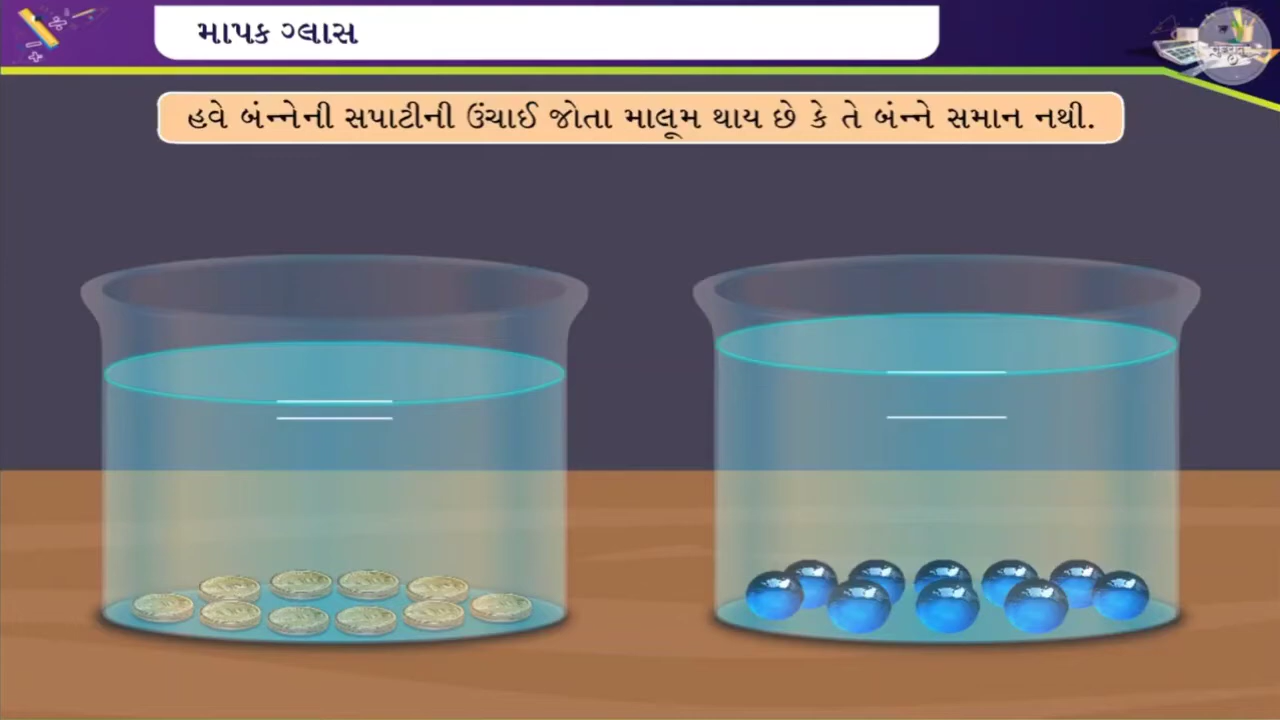 માપક ગ્લાસ
હવે બંન્નેની સપાટીની ઉંચાઈ જોતા માલૂમ થાય છે કે તે બંન્ને સમાન નથી.